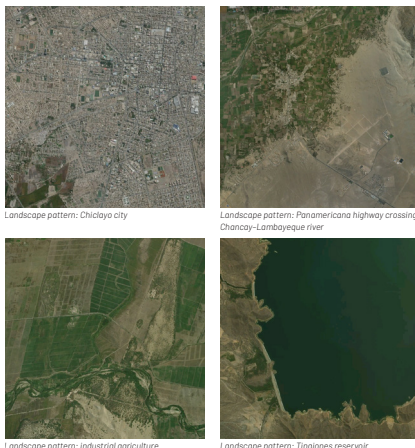 Landscape pattern: Chiclayo city
Landscape pattern: Panamericana highway crossing
Chancay-Lambayeque river
Landscape pattern: industrial agriculture
Landscape pattern: Tinajones reservoir